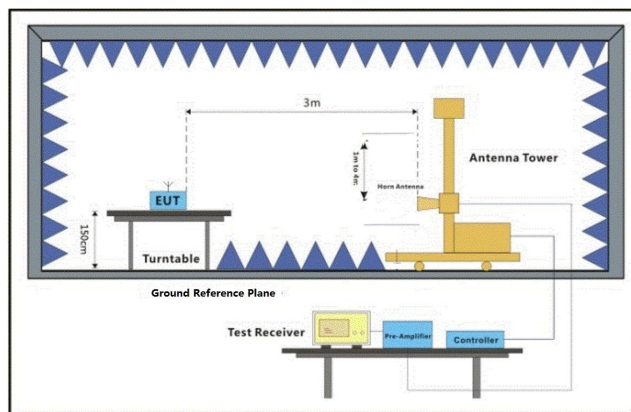 3m
1m to 4m
Antenna Tower
Horn Antenna
EUT
150cm
Turntable
Ground Reference Plane
Test Receiver
Pre-Amplifier
Controller